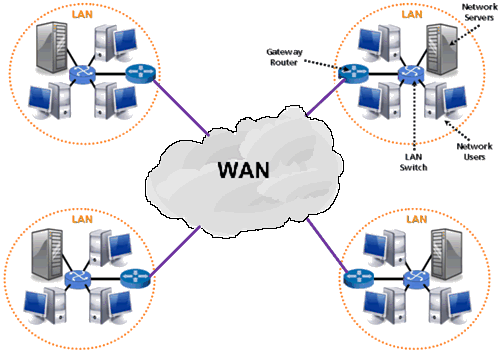 LAN
LAN
Network
Servers
Gateway
Router
WAN
LAN
Switch
Network
Users
LAN
LAN